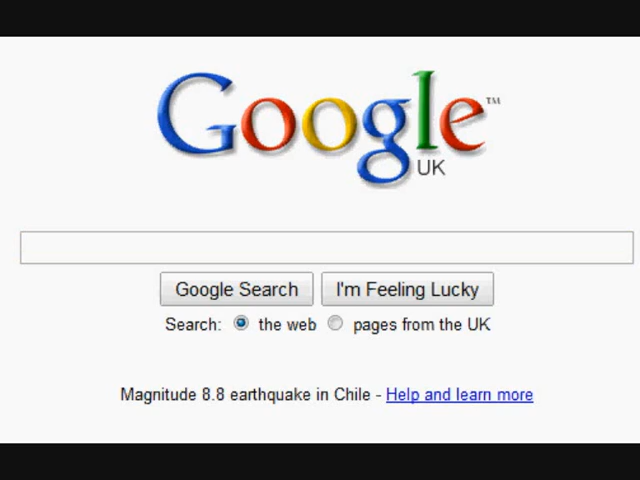 Google™
UK
Google Search I'm Feeling Lucky
Search: the web pages from the UK
Magnitude 8.8 earthquake in Chile - Help and learn more